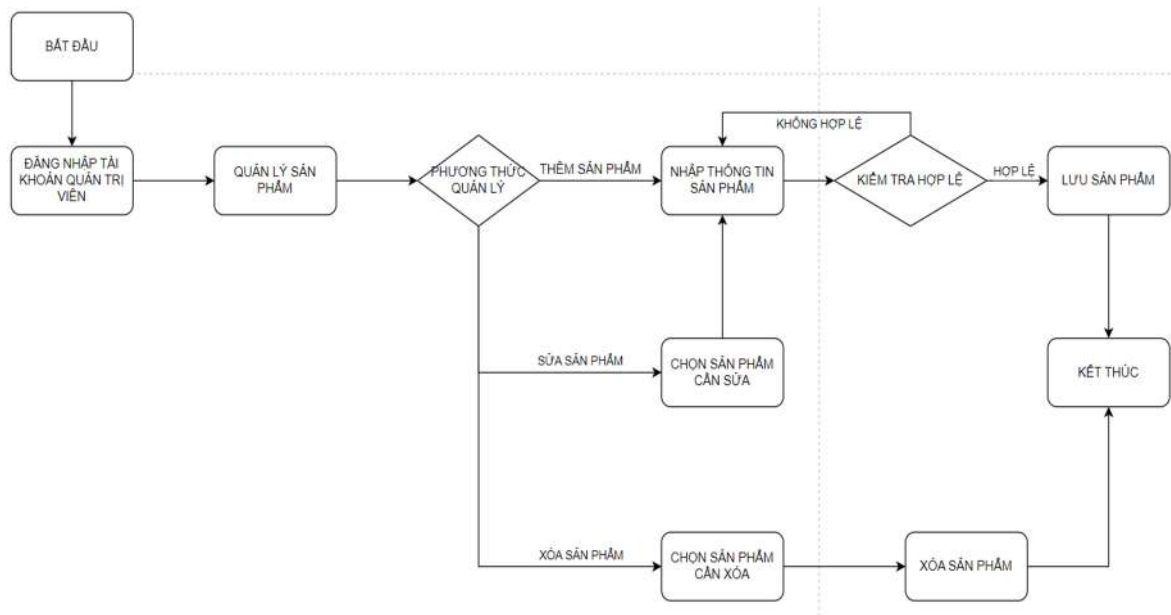 BẮT ĐẦU
KHÔNG HỢP LỆ
ĐĂNG NHẬP TÀI
KHOẢN QUẢN TRỊ
VIÊN
QUẢN LÝ SẢN
PHẨM
PHƯƠNG THỨC
QUẢN LÝ
THÊM SẢN PHẨM
NHẬP THÔNG TIN
SẢN PHẨM
KIỂM TRA HỢP LỆ
HỢP LỆ
LƯU SẢN PHẨM
SỬA SẢN PHẨM
CHỌN SẢN PHẨM
CẦN SỬA
KẾT THÚC
XÓA SẢN PHẨM
CHỌN SẢN PHẨM
CẦN XÓA
XÓA SẢN PHẨM